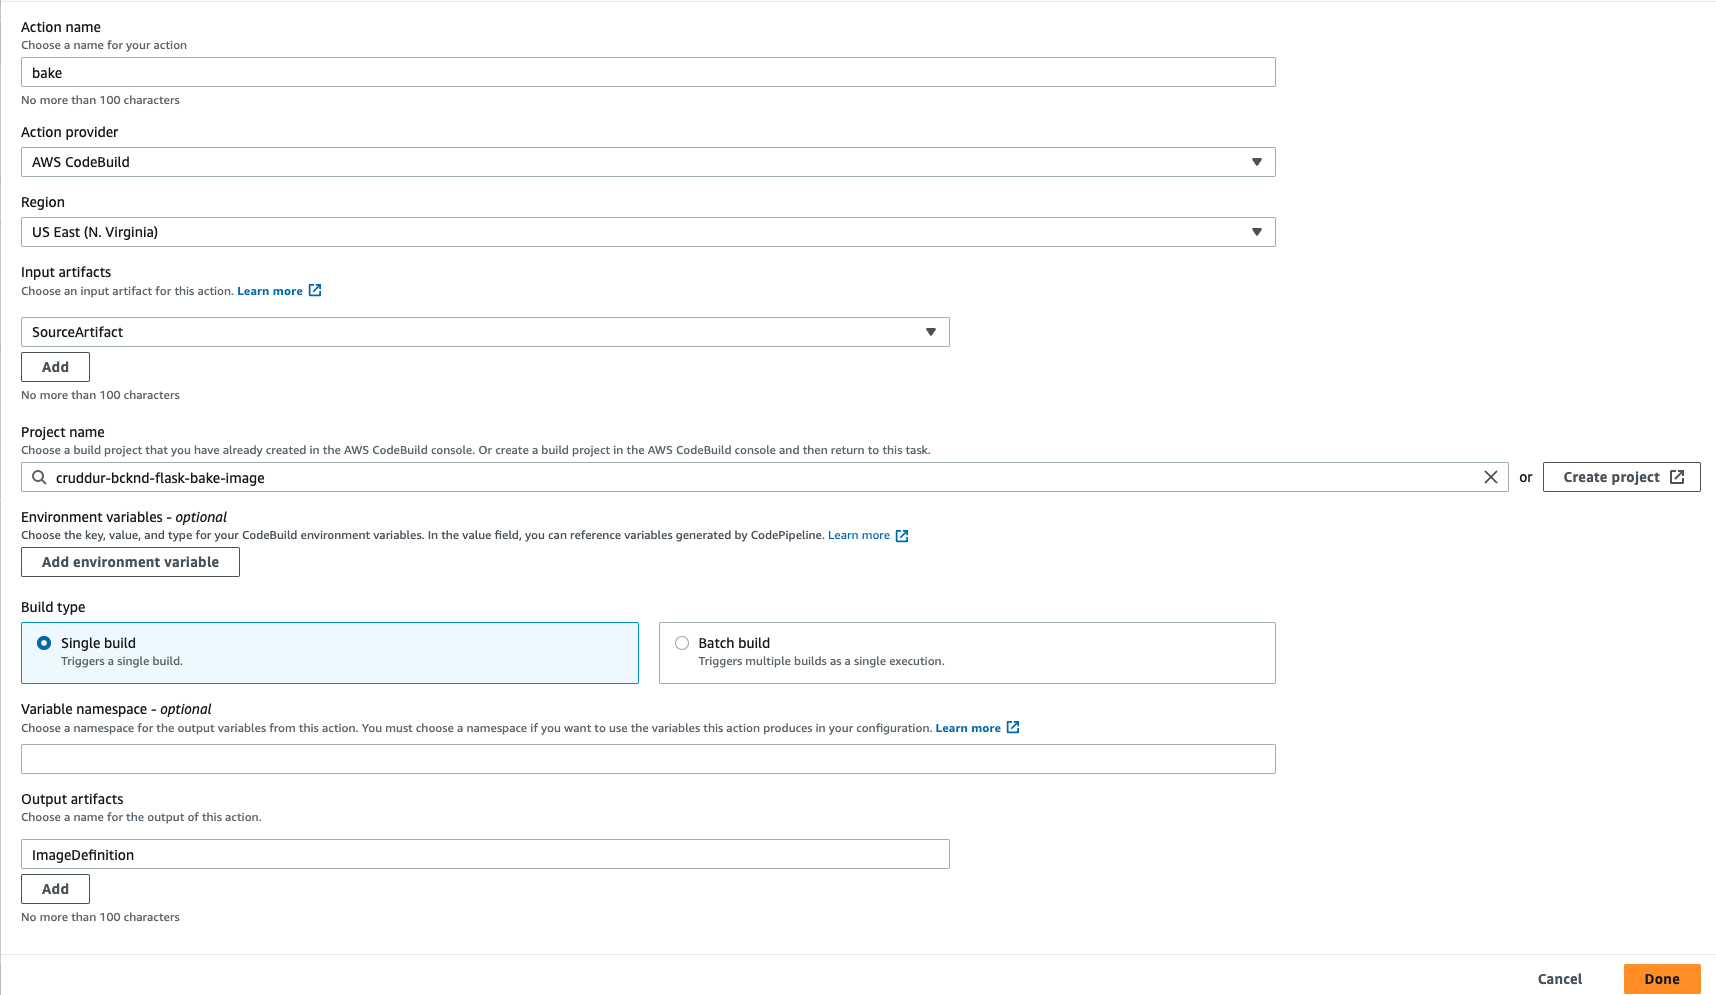 Action name
Choose a name for your action
bake
No more than 100 characters
Action provider
AWS CodeBuild
Region
US East (N. Virginia)
Input artifacts
Choose an input artifact for this action. Learn more
SourceArtifact
Add
No more than 100 characters
Project name
Choose a build project that you have already created in the AWS CodeBuild console. Or create a build project in the AWS CodeBuild console and then return to this task.
cruddur-bcknd-flask-bake-image or Create project
Environment variables - optional
Choose the key, value, and type for your CodeBuild environment variables. In the value field, you can reference variables generated by CodePipeline. Learn more
Add environment variable
Build type
Single build
Triggers a single build.
Batch build
Triggers multiple builds as a single execution.
Variable namespace - optional
Choose a namespace for the output variables from this action. You must choose a namespace if you want to use the variables this action produces in your configuration. Learn more
Output artifacts
Choose a name for the output of this action.
ImageDefinition
Add
No more than 100 characters
Cancel Done